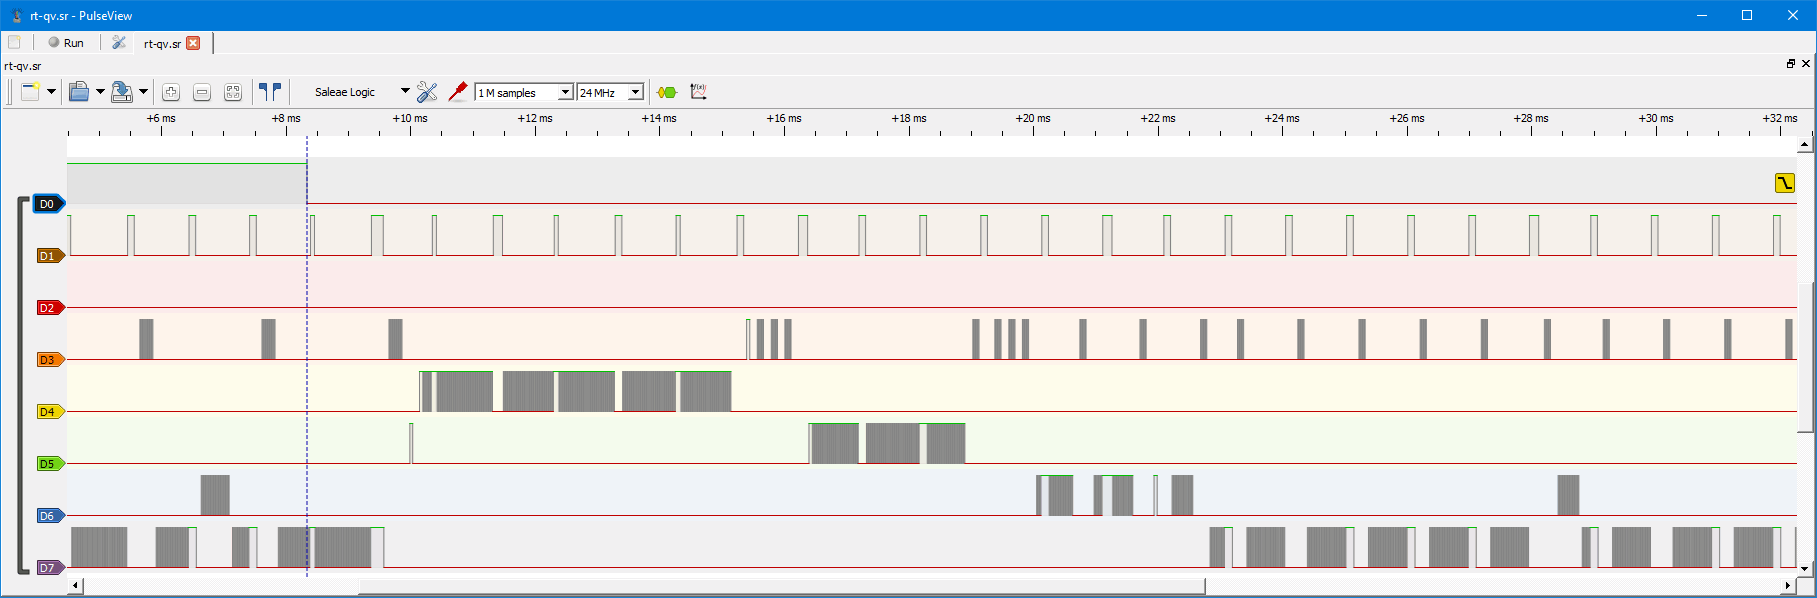 rt-qv.sr - PulseView
Run
rt-qv.sr
rt-qv.sr
Saleae Logic
1 M samples
24 MHz
f(x)
+6 ms +8 ms +10 ms +12 ms +14 ms +16 ms +18 ms +20 ms +22 ms +24 ms +26 ms +28 ms +30 ms +32 ms
D0
D1
D2
D3
D4
D5
D6
D7